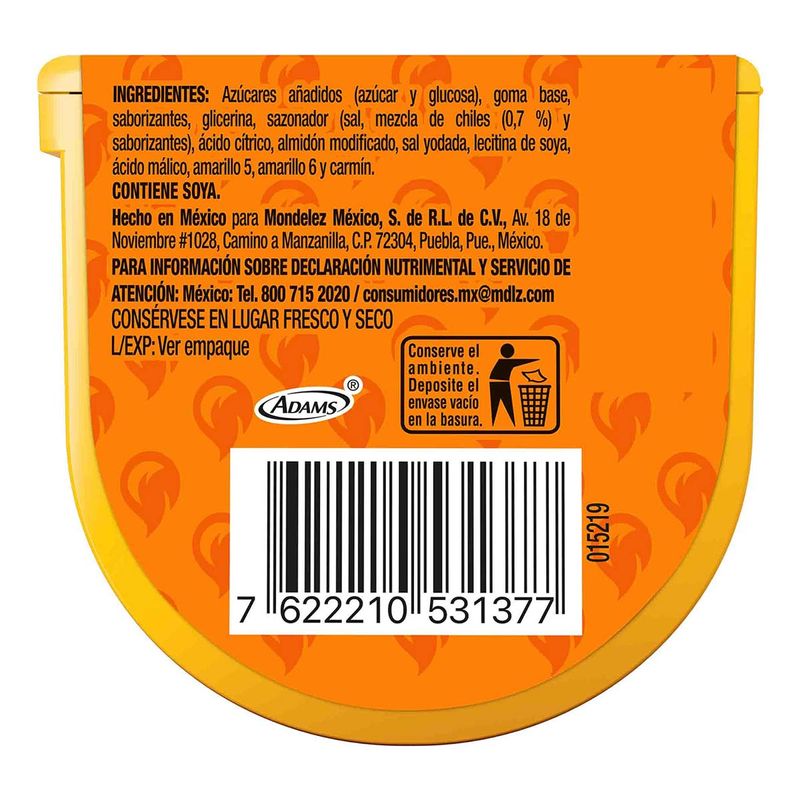 INGREDIENTES: Azúcares añadidos (azúcar y glucosa), goma base,
saborizantes, glicerina, sazonador (sal, mezcla de chiles (0,7 %) y
saborizantes), ácido cítrico, almidón modificado, sal yodada, lecitina de soya,
ácido málico, amarillo 5, amarillo 6 y carmín.
CONTIENE SOYA.
Hecho en México para Mondelez México, S. de R.L. de C.V., Av. 18 de
Noviembre #1028, Camino a Manzanilla, C.P. 72304, Puebla, Pue., México.
PARA INFORMACIÓN SOBRE DECLARACIÓN NUTRIMENTAL Y SERVICIO DE
ATENCIÓN: México: Tel. 800 715 2020 / consumidores.mx@mdlz.com
CONSÉRVESE EN LUGAR FRESCO Y SECO
L/EXP: Ver empaque
Conserve el
ambiente.
Deposite el
envase vacío
en la basura.
ADAMS®
015219
7 622210 531377